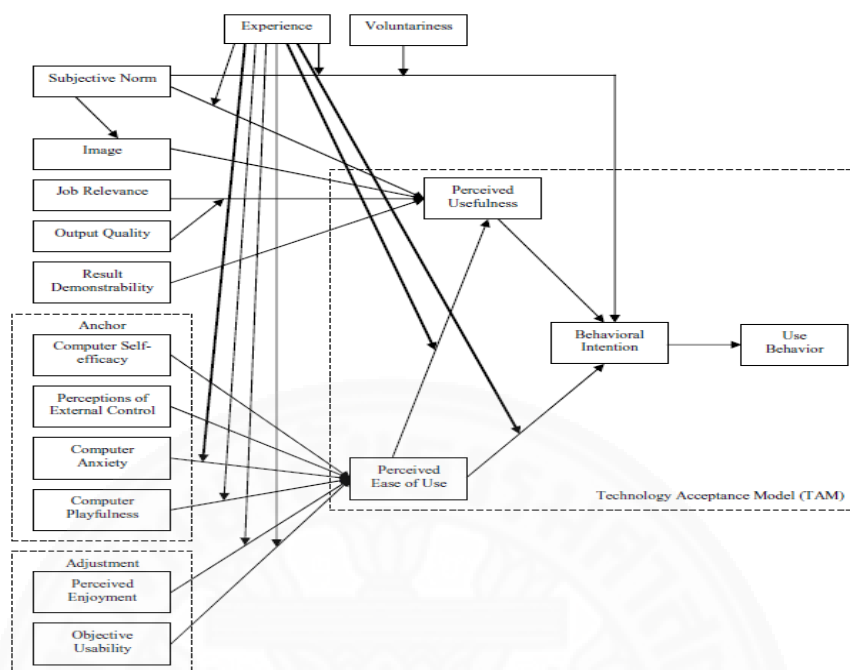 Experience
Voluntariness
Subjective Norm
Image
Job Relevance
Output Quality
Result
Demonstrability
Perceived
Usefulness
Anchor
Computer Self-
efficacy
Perceptions of
External Control
Computer
Anxiety
Computer
Playfulness
Behavioral
Intention
Use
Behavior
Perceived
Ease of Use
Technology Acceptance Model (TAM)
Adjustment
Perceived
Enjoyment
Objective
Usability